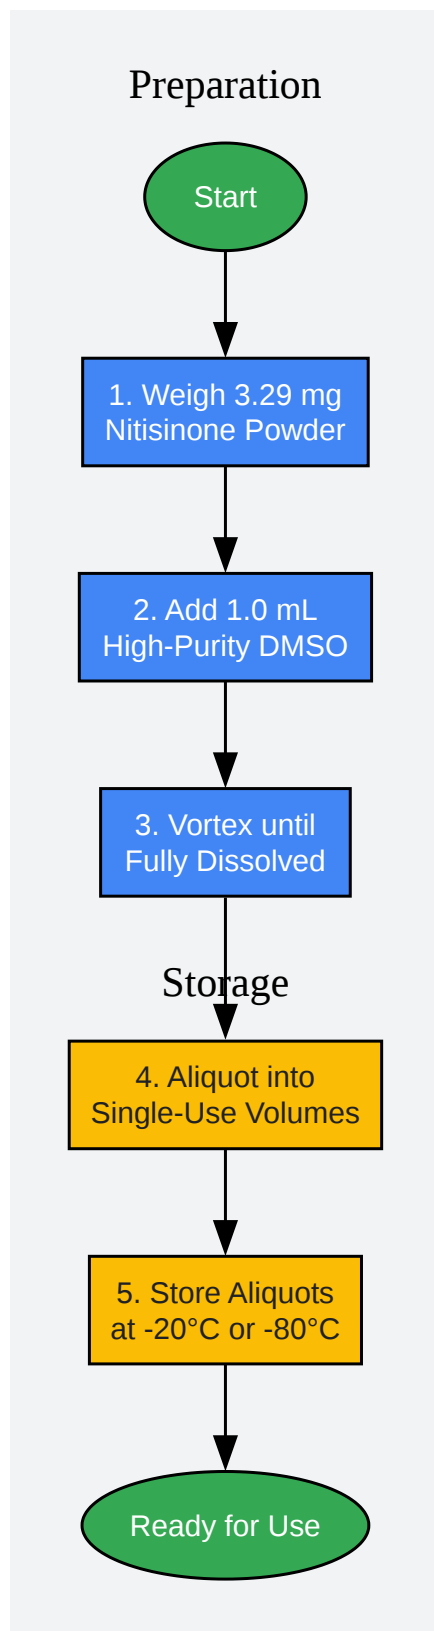 Preparation
Start
1. Weigh 3.29 mg
Nitisinone Powder
2. Add 1.0 mL
High-Purity DMSO
3. Vortex until
Fully Dissolved
Storage
4. Aliquot into
Single-Use Volumes
5. Store Aliquots
at -20°C or -80°C
Ready for Use